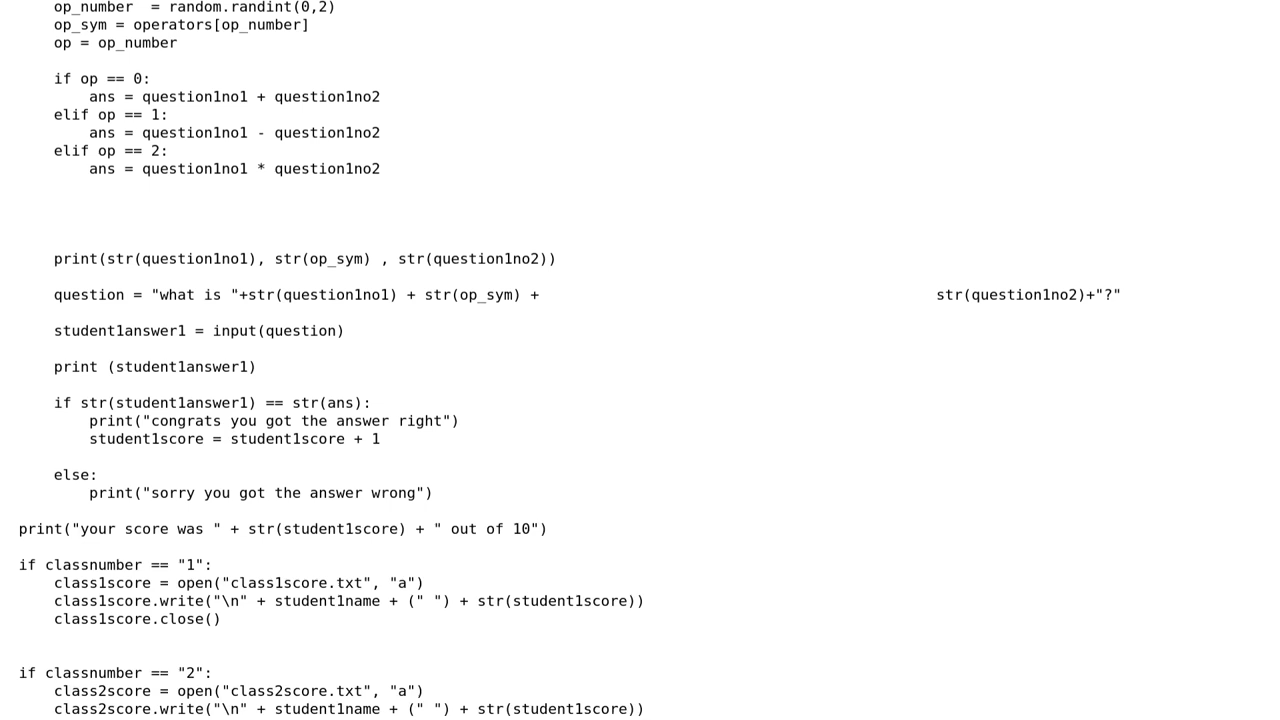 op_number  = random.randint(0,2)
op_sym = operators[op_number]
op = op_number
if op == 0:
ans = question1no1 + question1no2
elif op == 1:
ans = question1no1 - question1no2
elif op == 2:
ans = question1no1 * question1no2
print(str(question1no1), str(op_sym) , str(question1no2))
question = "what is "+str(question1no1) + str(op_sym) + str(question1no2)+"?"
student1answer1 = input(question)
print (student1answer1)
if str(student1answer1) == str(ans):
print("congrats you got the answer right")
student1score = student1score + 1
else:
print("sorry you got the answer wrong")
print("your score was " + str(student1score) + " out of 10")
if classnumber == "1":
class1score = open("class1score.txt", "a")
class1score.write("\n" + student1name + (" ") + str(student1score))
class1score.close()
if classnumber == "2":
class2score = open("class2score.txt", "a")
class2score.write("\n" + student1name + (" ") + str(student1score))